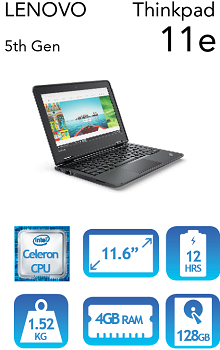 LENOVO Thinkpad
5th Gen 11e
intel
Celeron
CPU
11.6”
12
HRS
1.52
KG
4GB RAM
128GB